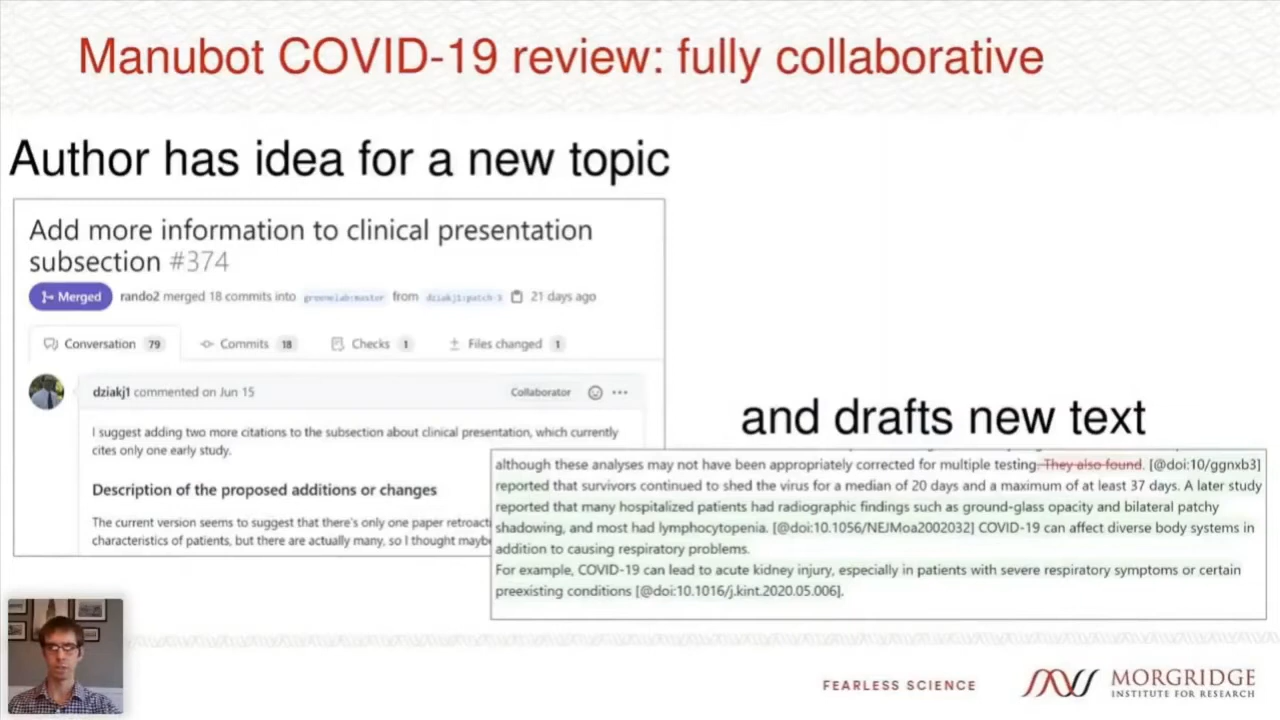 Manubot COVID-19 review: fully collaborative
Author has idea for a new topic
Add more information to clinical presentation
subsection #374
Merged rando2 merged 18 commits into greenelab:master from dziakj1:patch-3 21 days ago
Conversation 79 Commits 18 Checks 1 Files changed 1
dziakj1 commented on Jun 15 Collaborator
I suggest adding two more citations to the subsection about clinical presentation, which currently
cites only one early study.
Description of the proposed additions or changes
The current version seems to suggest that there's only one paper retroact
characteristics of patients, but there are actually many, so I thought maybe
and drafts new text
although these analyses may not have been appropriately corrected for multiple testing. They also found. [@doi:10/ggnxb3]
reported that survivors continued to shed the virus for a median of 20 days and a maximum of at least 37 days. A later study
reported that many hospitalized patients had radiographic findings such as ground-glass opacity and bilateral patchy
shadowing, and most had lymphocytopenia. [@doi:10.1056/NEJMoa2002032] COVID-19 can affect diverse body systems in
addition to causing respiratory problems.
For example, COVID-19 can lead to acute kidney injury, especially in patients with severe respiratory symptoms or certain
preexisting conditions [@doi:10.1016/j.kint.2020.05.006].
FEARLESS SCIENCE
MORGRIDGE
INSTITUTE FOR RESEARCH